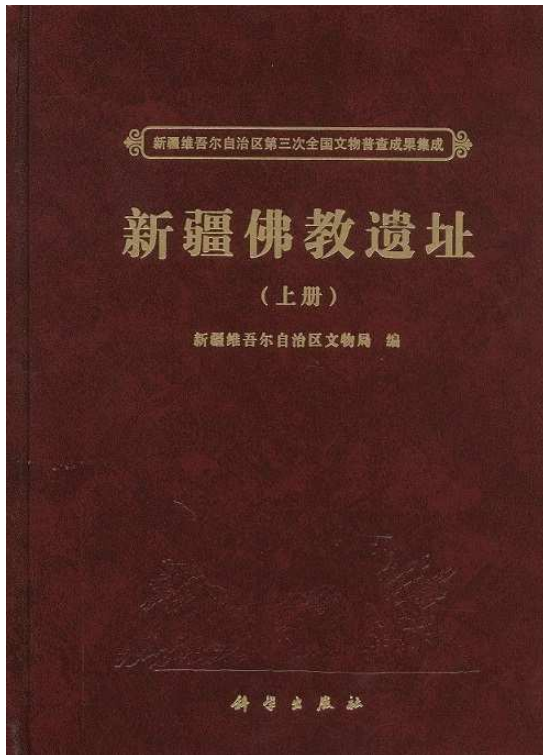 新疆维吾尔自治区第三次全国文物普查成果集成
新疆佛教遗址
（上册）
新疆维吾尔自治区文物局 编
科学出版社